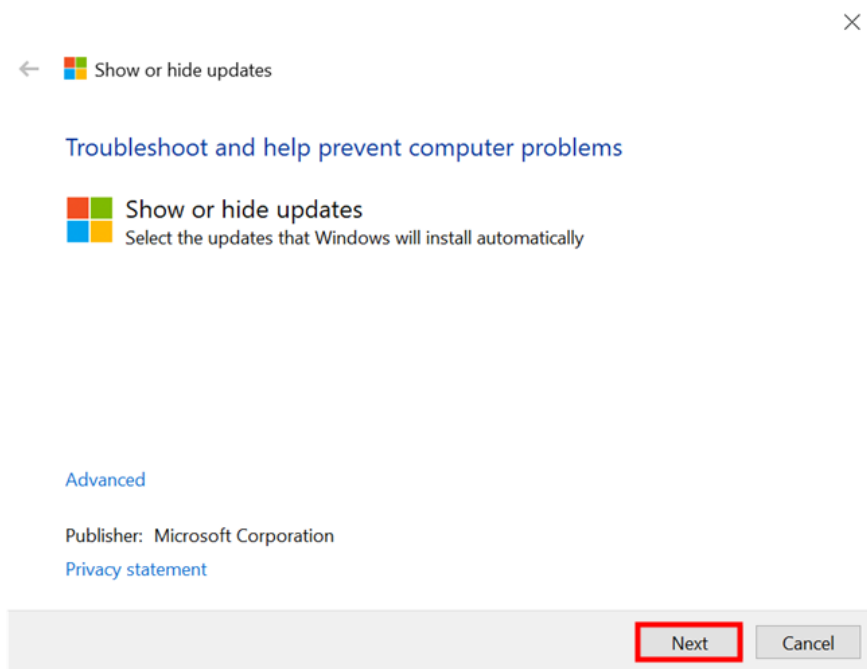 Show or hide updates
Troubleshoot and help prevent computer problems
Show or hide updates
Select the updates that Windows will install automatically
Advanced
Publisher: Microsoft Corporation
Privacy statement
Next
Cancel